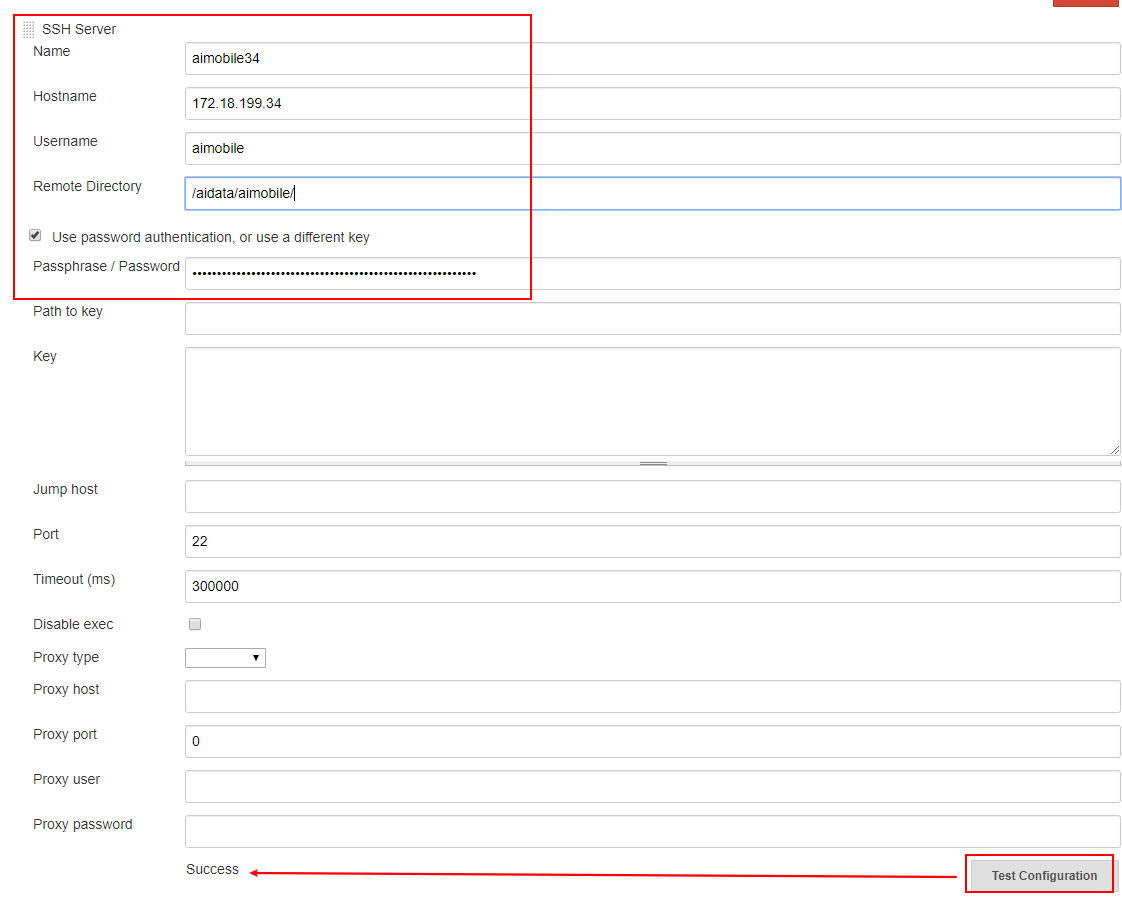 SSH Server
Name
aimobile34
Hostname
172.18.199.34
Username
aimobile
Remote Directory
/aidata/aimobile/
Use password authentication, or use a different key
Passphrase / Password
Path to key
Key
Jump host
Port
22
Timeout (ms)
300000
Disable exec
Proxy type
Proxy host
Proxy port
0
Proxy user
Proxy password
Success
Test Configuration